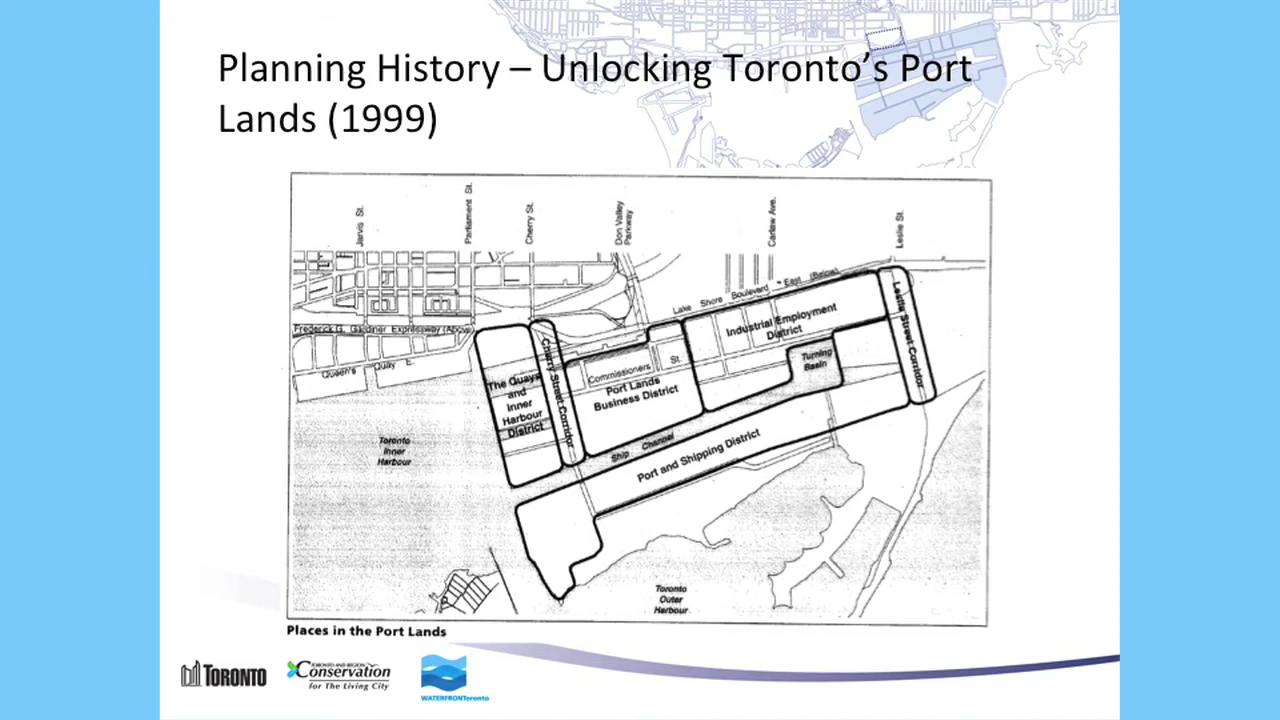 Planning History – Unlocking Toronto’s Port
Lands (1999)
Jarvis St.
Parliament St.
Cherry St.
Don Valley
Parkway
Carlaw Ave.
Leslie St.
Lake Shore Boulevard East (Below)
Frederick G. Gardiner Expressway (Above)
Queen's Quay E.
Industrial Employment
District
Leslie Street Corridor
Turning
Basin
Commissioners St.
Port Lands
Business District
Cherry Street Corridor
The Quays
and
Inner
Harbour
District
Ship Channel
Port and Shipping District
Toronto
Inner
Harbour
Toronto
Outer
Harbour
Places in the Port Lands
TORONTO
TORONTO AND REGION
Conservation
for The Living City
WATERFRONToronto